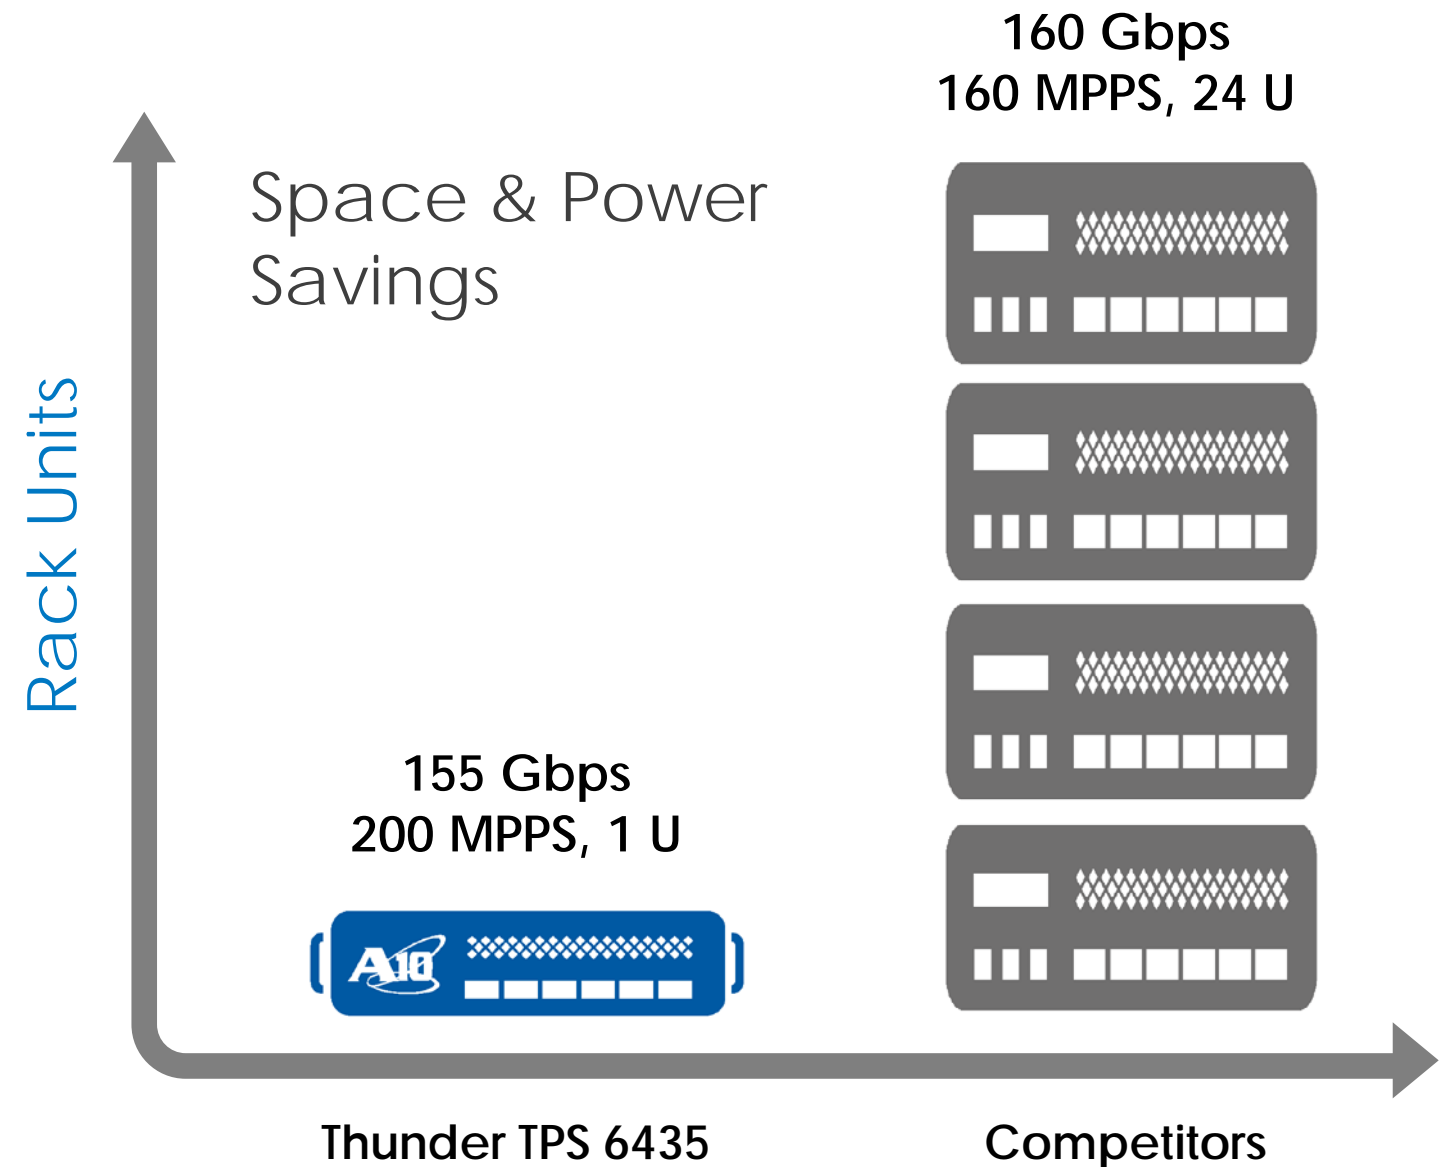 160 Gbps
160 MPPS, 24 U
Space & Power
Savings
Rack Units
155 Gbps
200 MPPS, 1 U
A10
Thunder TPS 6435
Competitors